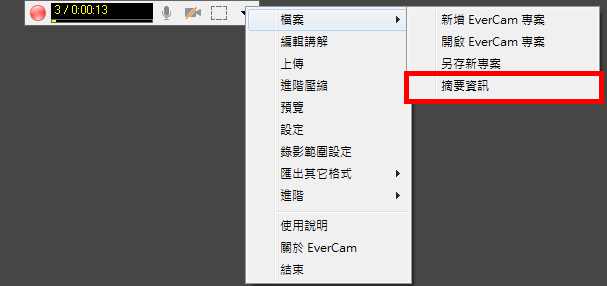 3 / 0:00:13
檔案
編輯講解
上傳
進階壓縮
預覽
設定
錄影範圍設定
匯出其它格式
進階
使用說明
關於 EverCam
結束
新增 EverCam 專案
開啟 EverCam 專案
另存新專案
摘要資訊